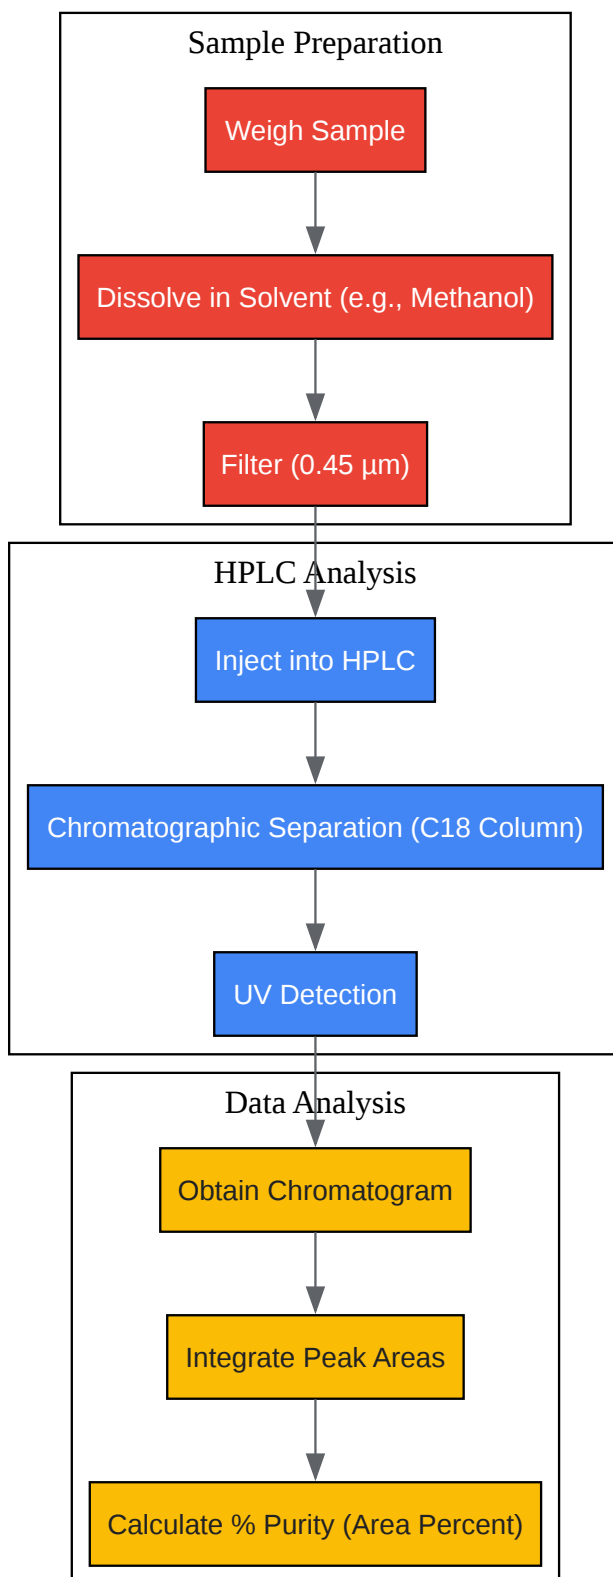 Sample Preparation
Weigh Sample
Dissolve in Solvent (e.g., Methanol)
Filter (0.45 µm)
HPLC Analysis
Inject into HPLC
Chromatographic Separation (C18 Column)
UV Detection
Data Analysis
Obtain Chromatogram
Integrate Peak Areas
Calculate % Purity (Area Percent)